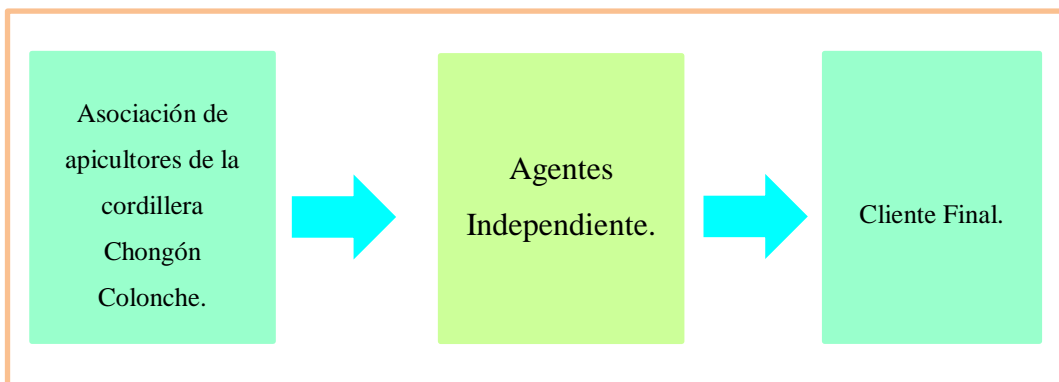 Asociación de
apicultores de la
cordillera
Chongón
Colonche.
Agentes
Independiente.
Cliente Final.